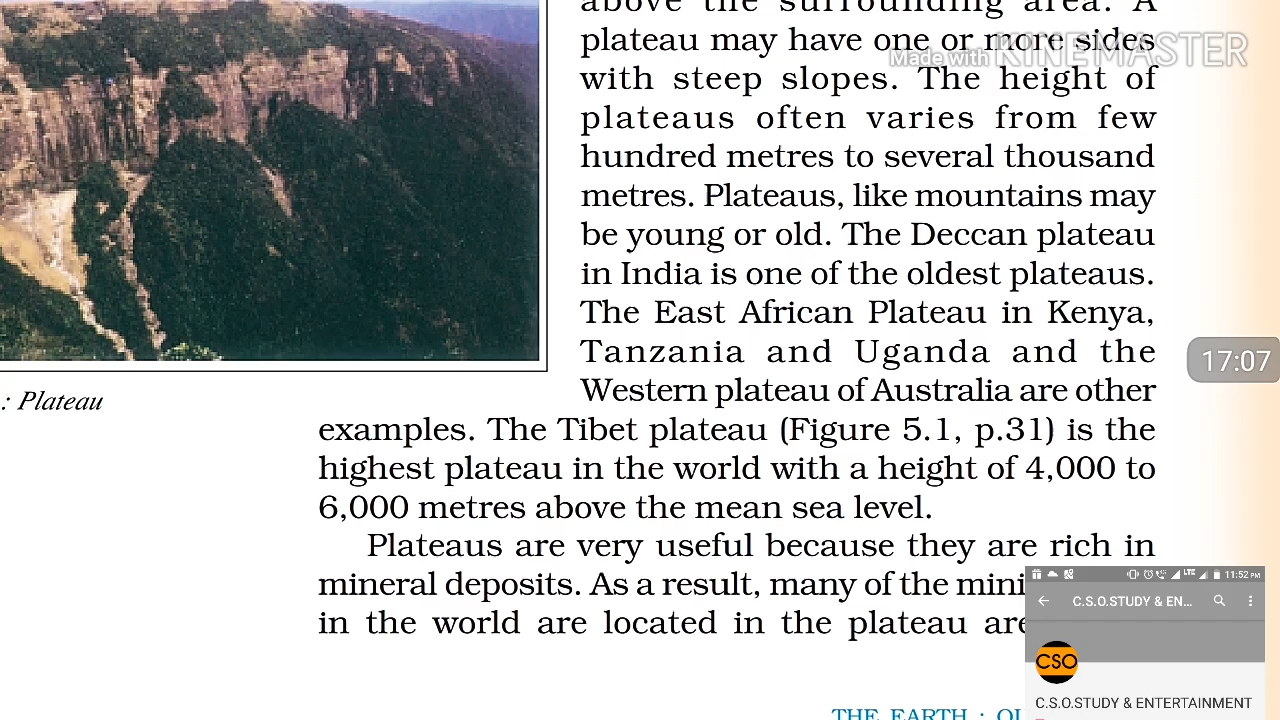 above the surrounding area. A
plateau may have one or more sides
Made with KINEMASTER
with steep slopes. The height of
plateaus often varies from few
hundred metres to several thousand
metres. Plateaus, like mountains may
be young or old. The Deccan plateau
in India is one of the oldest plateaus.
The East African Plateau in Kenya,
Tanzania and Uganda and the
17:07
Western plateau of Australia are other
: Plateau
examples. The Tibet plateau (Figure 5.1, p.31) is the
highest plateau in the world with a height of 4,000 to
6,000 metres above the mean sea level.
Plateaus are very useful because they are rich in
mineral deposits. As a result, many of the mini
in the world are located in the plateau are
LTE 11:52 PM
C.S.O.STUDY & EN...
CSO
C.S.O.STUDY & ENTERTAINMENT
THE EARTH : OU